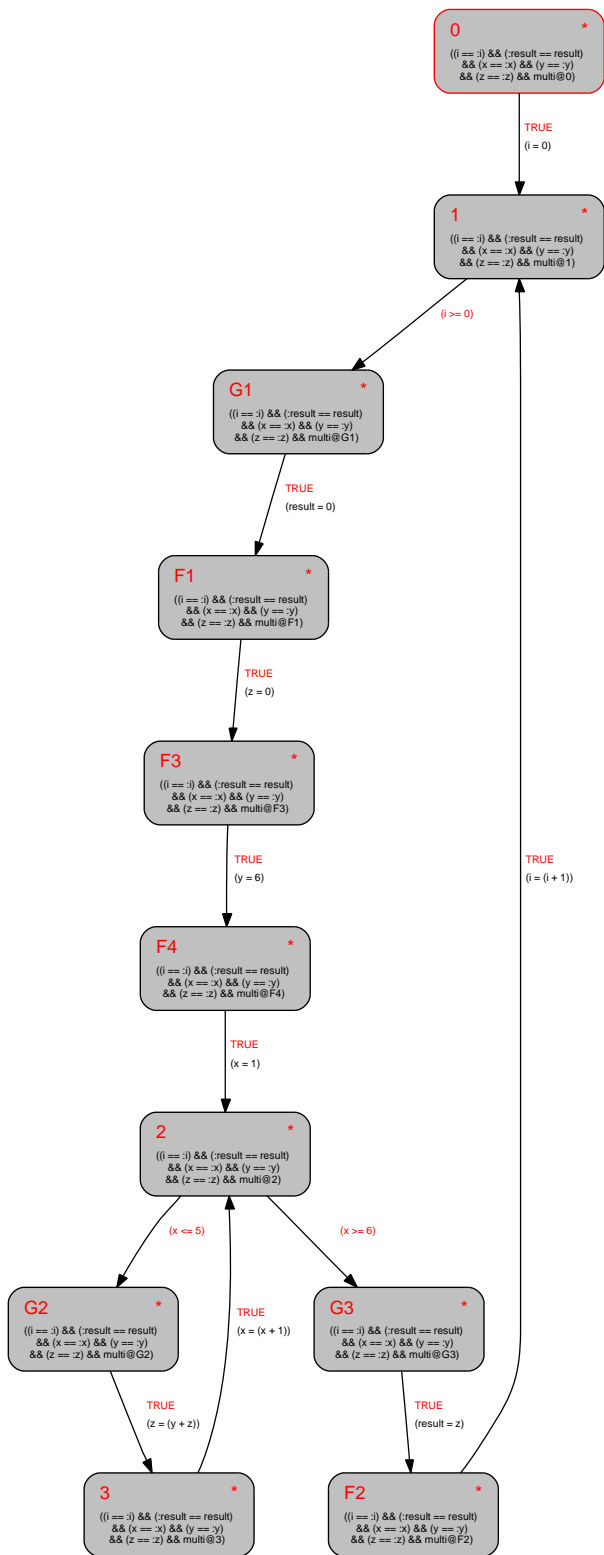 0 *
((i == :i) && (:result == result)
&& (x == :x) && (y == :y)
&& (z == :z) && multi@0)
TRUE
(i = 0)
1 *
((i == :i) && (:result == result)
&& (x == :x) && (y == :y)
&& (z == :z) && multi@1)
(i >= 0)
G1 *
((i == :i) && (:result == result)
&& (x == :x) && (y == :y)
&& (z == :z) && multi@G1)
TRUE
(result = 0)
F1 *
((i == :i) && (:result == result)
&& (x == :x) && (y == :y)
&& (z == :z) && multi@F1)
TRUE
(z = 0)
F3 *
((i == :i) && (:result == result)
&& (x == :x) && (y == :y)
&& (z == :z) && multi@F3)
TRUE
(y = 6)
TRUE
(i = (i + 1))
F4 *
((i == :i) && (:result == result)
&& (x == :x) && (y == :y)
&& (z == :z) && multi@F4)
TRUE
(x = 1)
2 *
((i == :i) && (:result == result)
&& (x == :x) && (y == :y)
&& (z == :z) && multi@2)
(x <= 5)
(x >= 6)
G2 *
((i == :i) && (:result == result)
&& (x == :x) && (y == :y)
&& (z == :z) && multi@G2)
TRUE
(x = (x + 1))
G3 *
((i == :i) && (:result == result)
&& (x == :x) && (y == :y)
&& (z == :z) && multi@G3)
TRUE
(z = (y + z))
TRUE
(result = z)
3 *
((i == :i) && (:result == result)
&& (x == :x) && (y == :y)
&& (z == :z) && multi@3)
F2 *
((i == :i) && (:result == result)
&& (x == :x) && (y == :y)
&& (z == :z) && multi@F2)